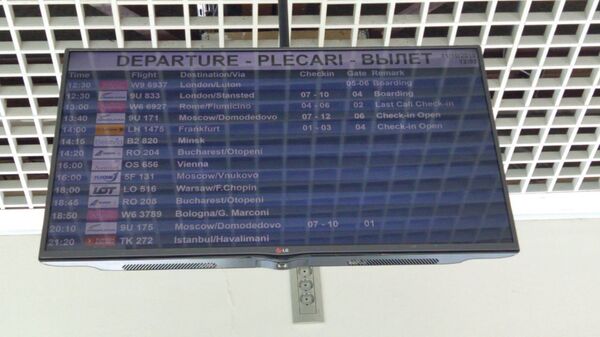 DEPARTURE - PLECARI - ВЫЛЕТ
Time Flight Destination/Via Checkin Gate Remark
12:30 W9 6937 London/Luton 05-06 Boarding
12:30 9U 833 London/Stansted 07 - 10 04 Boarding
13:00 W6 6927 Rome/Fiumicino 04 - 06 02 Last Call Check-in
13:40 9U 171 Moscow/Domodedovo 07 - 12 06 Check-in Open
14:00 LH 1475 Frankfurt 01 - 03 04 Check-in Open
14:15 B2 820 Minsk
14:20 RO 204 Bucharest/Otopeni
16:00 OS 656 Vienna
16:00 5F 131 Moscow/Vnukovo
18:00 LOT LO 516 Warsaw/F.Chopin
18:45 RO 208 Bucharest/Otopeni
18:50 W6 3789 Bologna/G. Marconi
20:10 9U 175 Moscow/Domodedovo 07 - 10 01
21:20 TK 272 Istanbul/Havalimani
LG